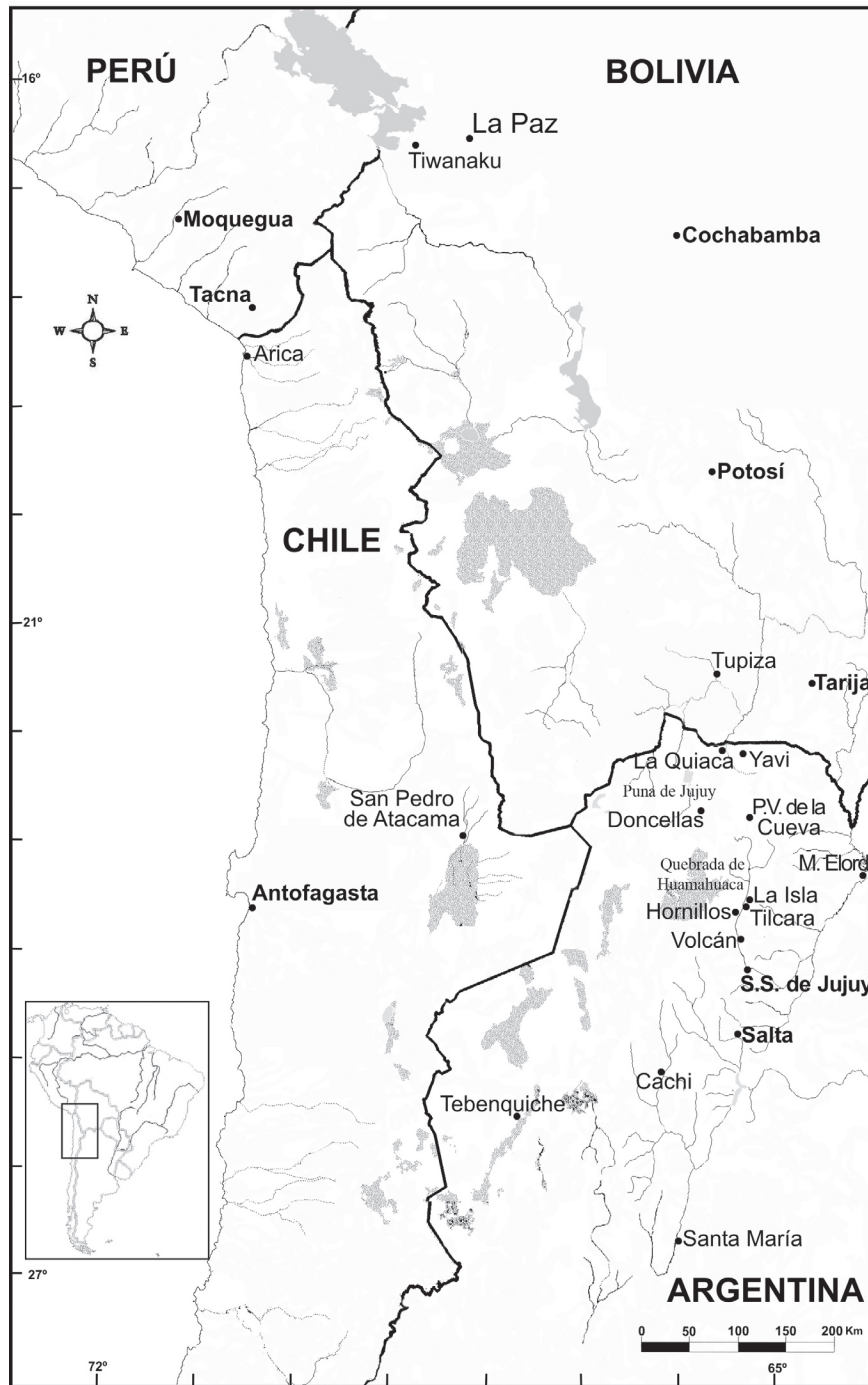 PERÚ
BOLIVIA
16°
La Paz
Tiwanaku
Moquegua
Cochabamba
Tacna
N
W
E
S
Arica
Potosí
CHILE
21°
Tupiza
Tarija
La Quiaca
Yavi
Puna de Jujuy
San Pedro
de Atacama
Doncellas
P.V. de la
Cueva
Quebrada de
Huamahuaca
M. Elord
Antofagasta
La Isla
Hornillos
Tilcara
Volcán
S.S. de Jujuy
Salta
Cachi
Tebenquiche
Santa María
27°
ARGENTINA
0 50 100 150 200 Km
72°
65°